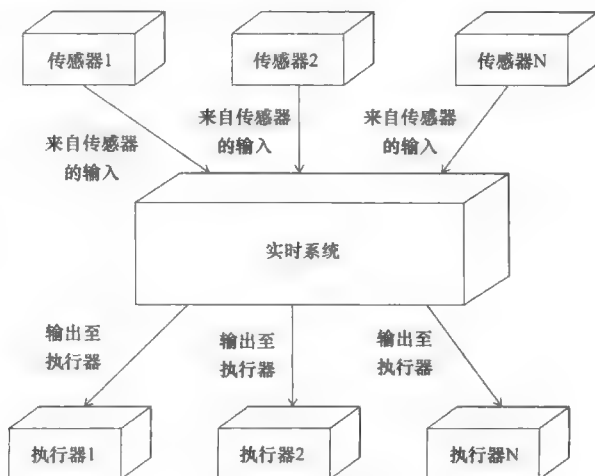 传感器1
传感器2
传感器N
来自传感器
的输入
来自传感器
的输入
来自传感器
的输入
实时系统
输出至
执行器
输出至
执行器
输出至
执行器
执行器1
执行器2
执行器N